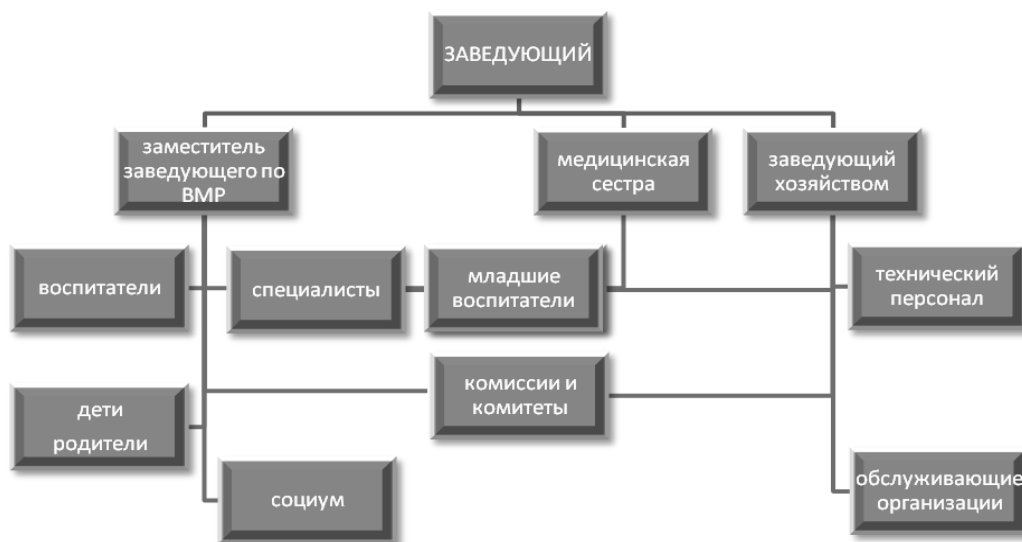 ЗАВЕДУЮЩИЙ
заместитель
заведующего по
ВМР
медицинская
сестра
заведующий
хозяйством
воспитатели
специалисты
младшие
воспитатели
технический
персонал
комиссии и
комитеты
дети
родители
социум
обслуживающие
организации